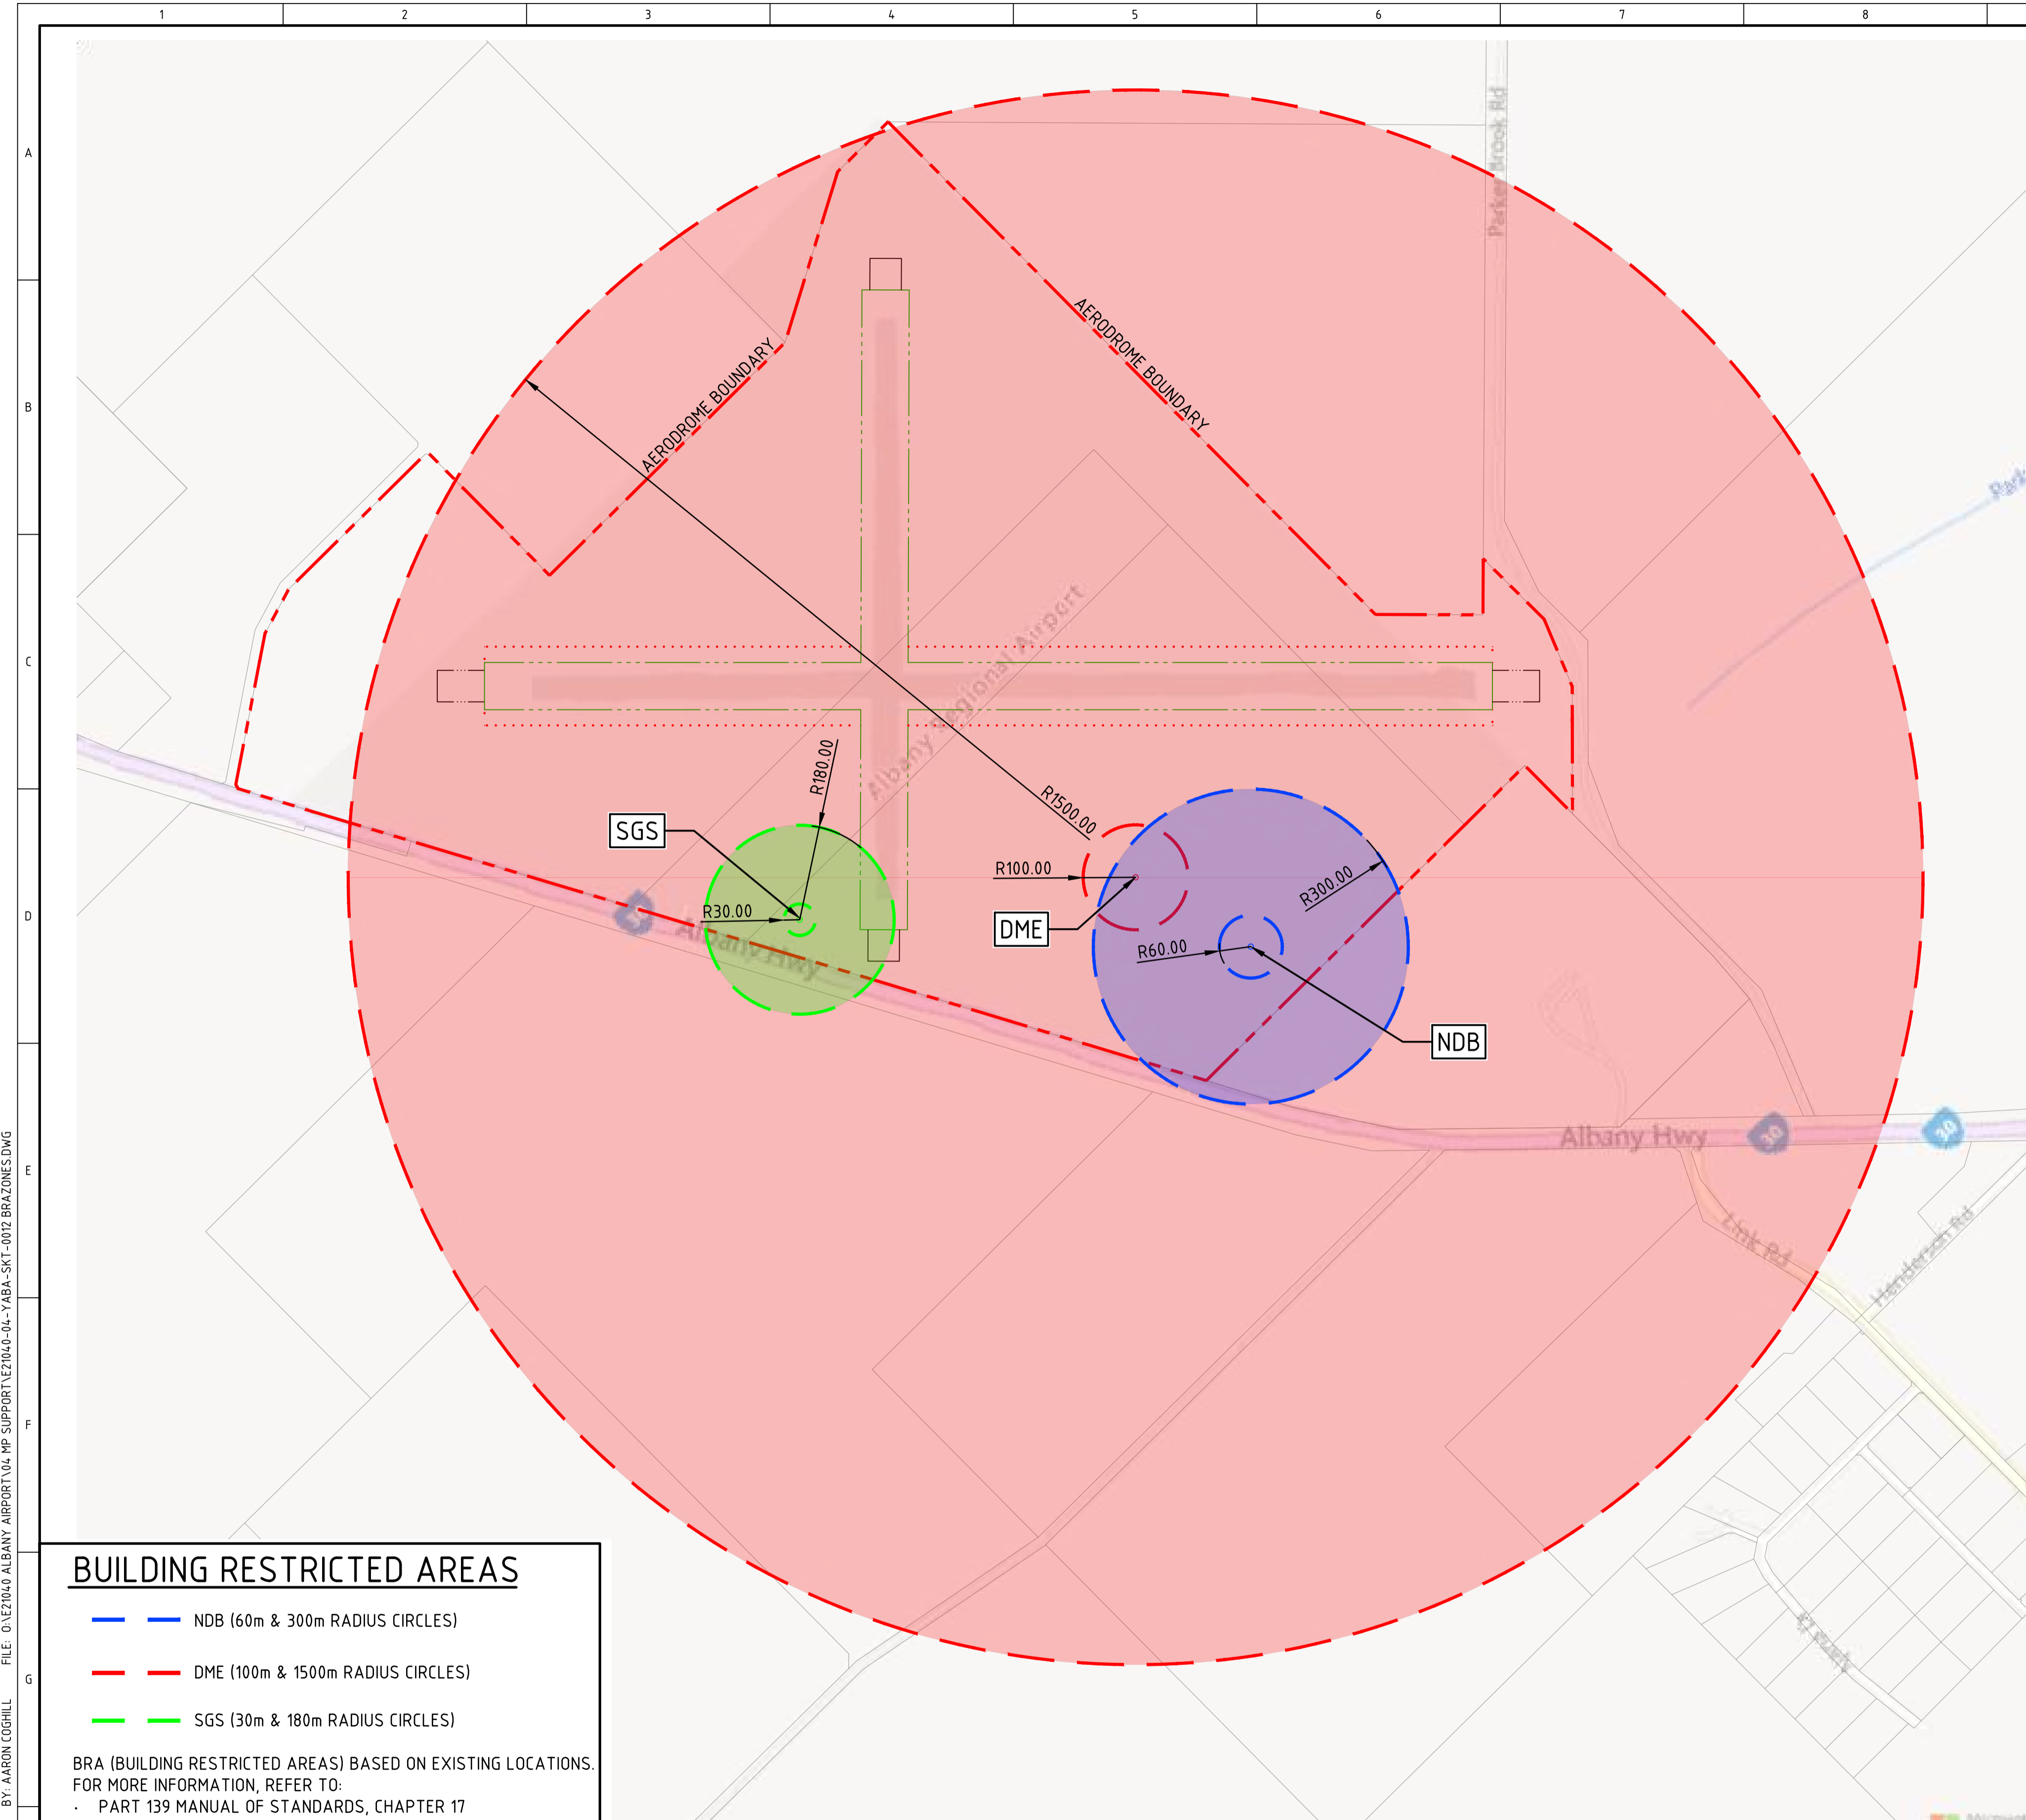 1 2 3 4 5 6 7 8
A
B
C
D
E
F
G
Parker Brook Rd
AERODROME BOUNDARY
AERODROME BOUNDARY
Albany Regional Airport
R180.00
R1500.00
SGS
R100.00
R300.00
R30.00
DME
R60.00
30
Albany Hwy
NDB
Albany Hwy
30
30
Link Rd
Henderson Rd
BUILDING RESTRICTED AREAS
NDB (60m & 300m RADIUS CIRCLES)
DME (100m & 1500m RADIUS CIRCLES)
SGS (30m & 180m RADIUS CIRCLES)
BRA (BUILDING RESTRICTED AREAS) BASED ON EXISTING LOCATIONS.
FOR MORE INFORMATION, REFER TO:
· PART 139 MANUAL OF STANDARDS, CHAPTER 17
BY: AARON COGHILL FILE: O:\E21040 ALBANY AIRPORT\04 MP SUPPORT\E21040-04-YABA-SKT-0012 BRAZONES.DWG